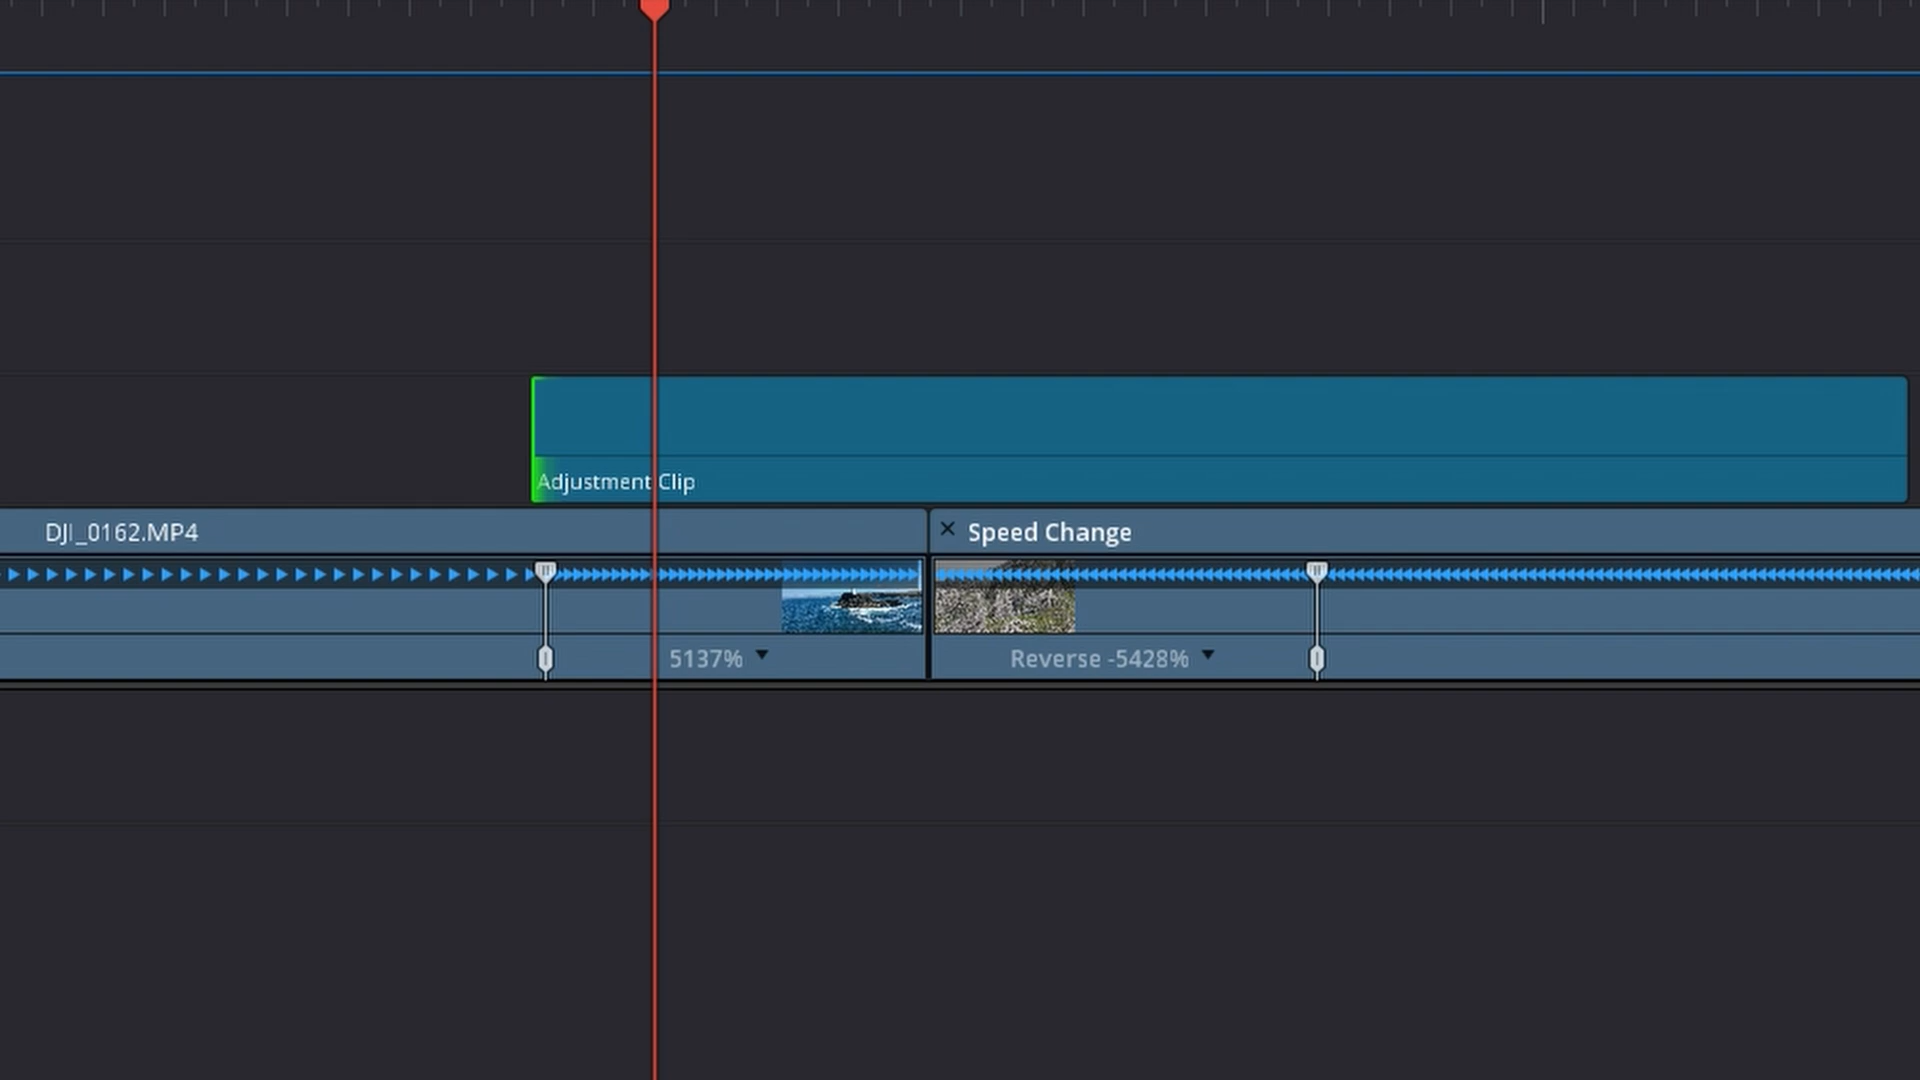 Adjustment Clip
DJI_0162.MP4
Speed Change
5137%
Reverse -5428%